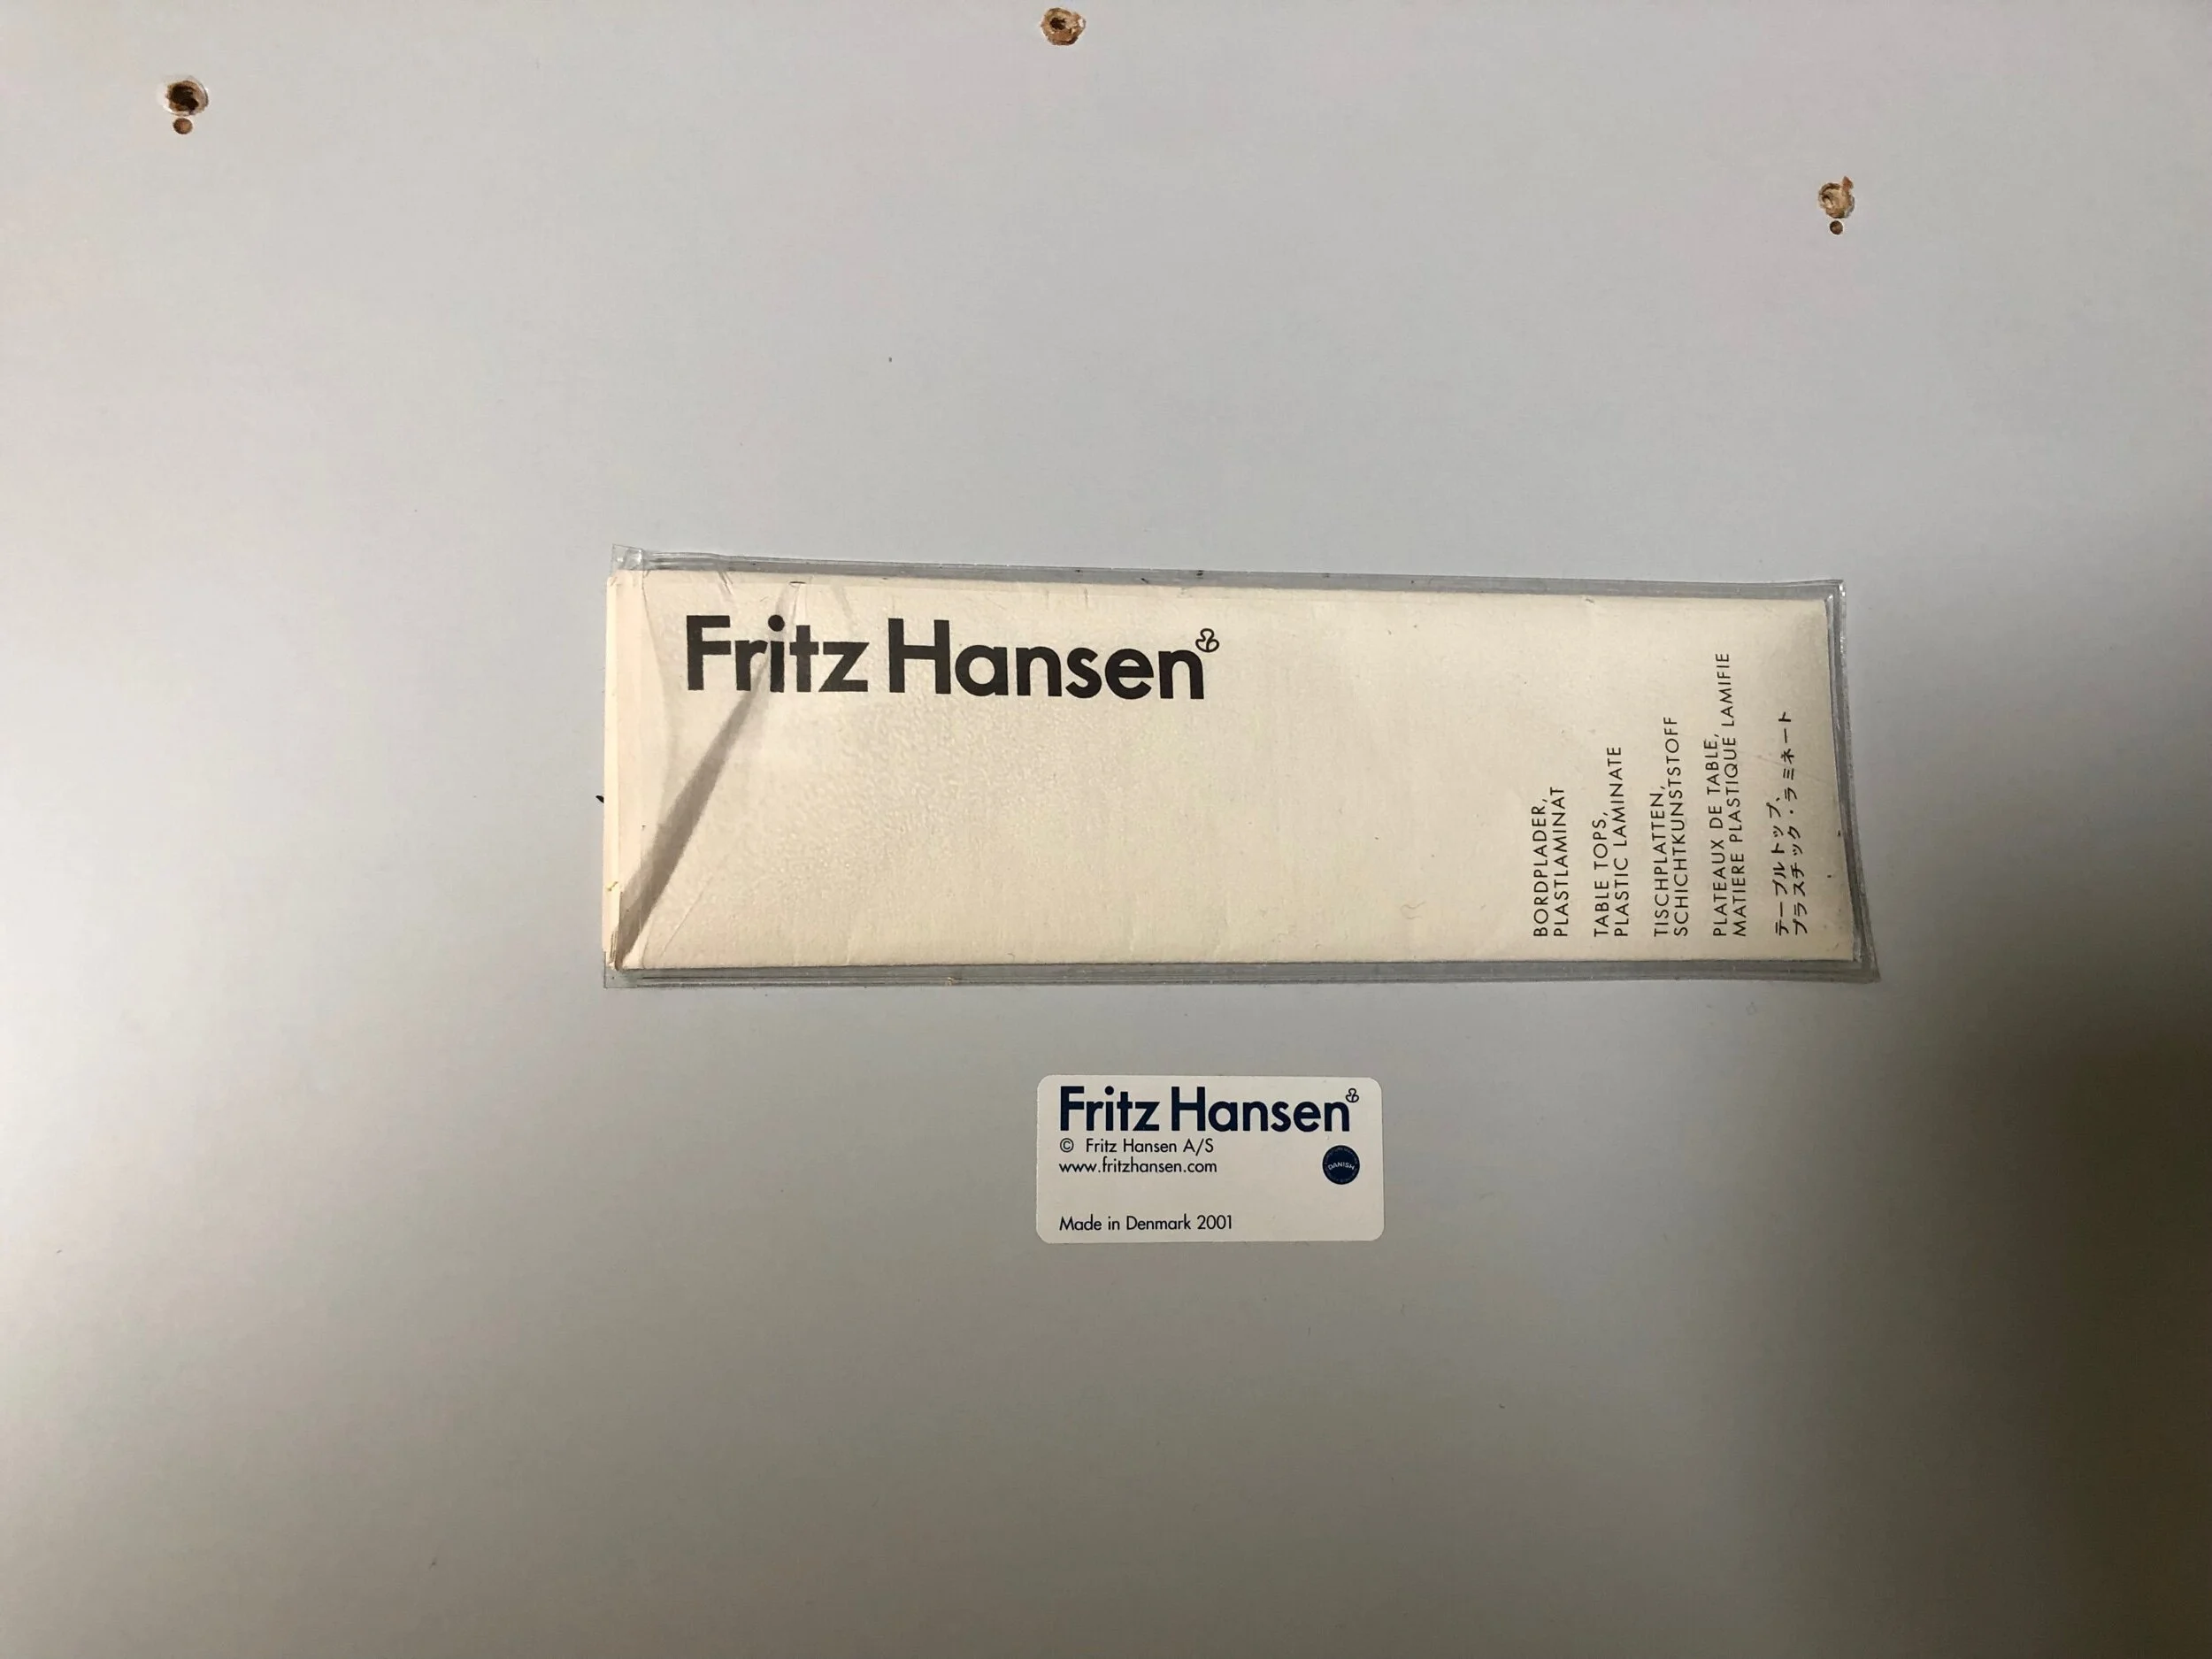 Fritz Hansen
BORDPLADER,
PLASTLAMINAT
TABLE TOPS,
PLASTIC LAMINATE
TISCHPLATTEN,
SCHICHTKUNSTSTOFF
PLATEAUX DE TABLE,
MATIERE PLASTIQUE LAMIFIE
テーブルトップ、
プラスチック・ラミネート
Fritz Hansen
© Fritz Hansen A/S
www.fritzhansen.com
DANISH
Made in Denmark 2001